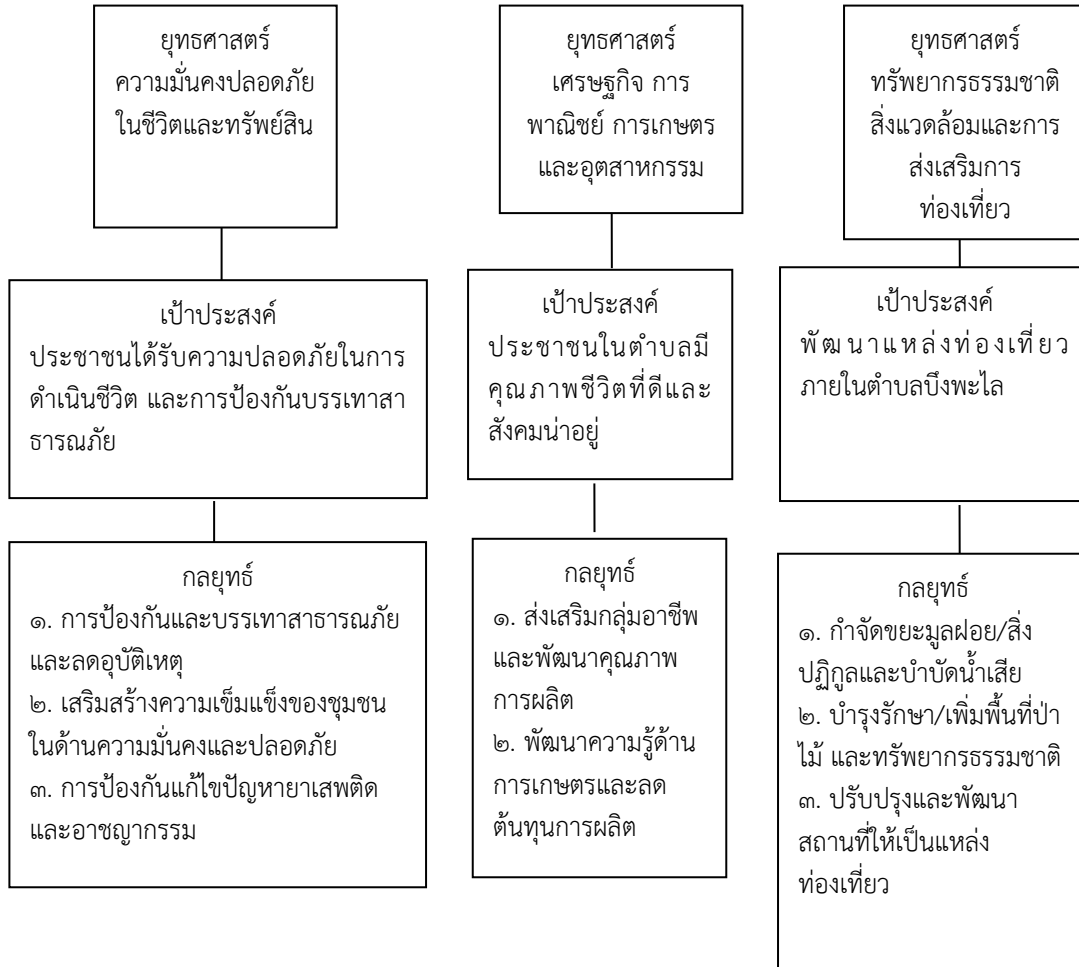 ยุทธศาสตร์
ความมั่นคงปลอดภัย
ในชีวิตและทรัพย์สิน
เป้าประสงค์
ประชาชนได้รับความปลอดภัยในการ
ดำเนินชีวิต และการป้องกันบรรเทาสา
ธารณภัย
กลยุทธ์
๑. การป้องกันและบรรเทาสาธารณภัย
และลดอุบัติเหตุ
๒. เสริมสร้างความเข็มแข็งของชุมชน
ในด้านความมั่นคงและปลอดภัย
๓. การป้องกันแก้ไขปัญหายาเสพติด
และอาชญากรรม
ยุทธศาสตร์
เศรษฐกิจ การ
พาณิชย์ การเกษตร
และอุตสาหกรรม
เป้าประสงค์
ประชาชนในตำบลมี
คุณภาพชีวิตที่ดีและ
สังคมน่าอยู่
กลยุทธ์
๑. ส่งเสริมกลุ่มอาชีพ
และพัฒนาคุณภาพ
การผลิต
๒. พัฒนาความรู้ด้าน
การเกษตรและลด
ต้นทุนการผลิต
ยุทธศาสตร์
ทรัพยากรธรรมชาติ
สิ่งแวดล้อมและการ
ส่งเสริมการ
ท่องเที่ยว
เป้าประสงค์
พัฒนาแหล่งท่องเที่ยว
ภายในตำบลบึงพะไล
กลยุทธ์
๑. กำจัดขยะมูลฝอย/สิ่ง
ปฏิกูลและบำบัดน้ำเสีย
๒. บำรุงรักษา/เพิ่มพื้นที่ป่า
ไม้ และทรัพยากรธรรมชาติ
๓. ปรับปรุงและพัฒนา
สถานที่ให้เป็นแหล่ง
ท่องเที่ยว